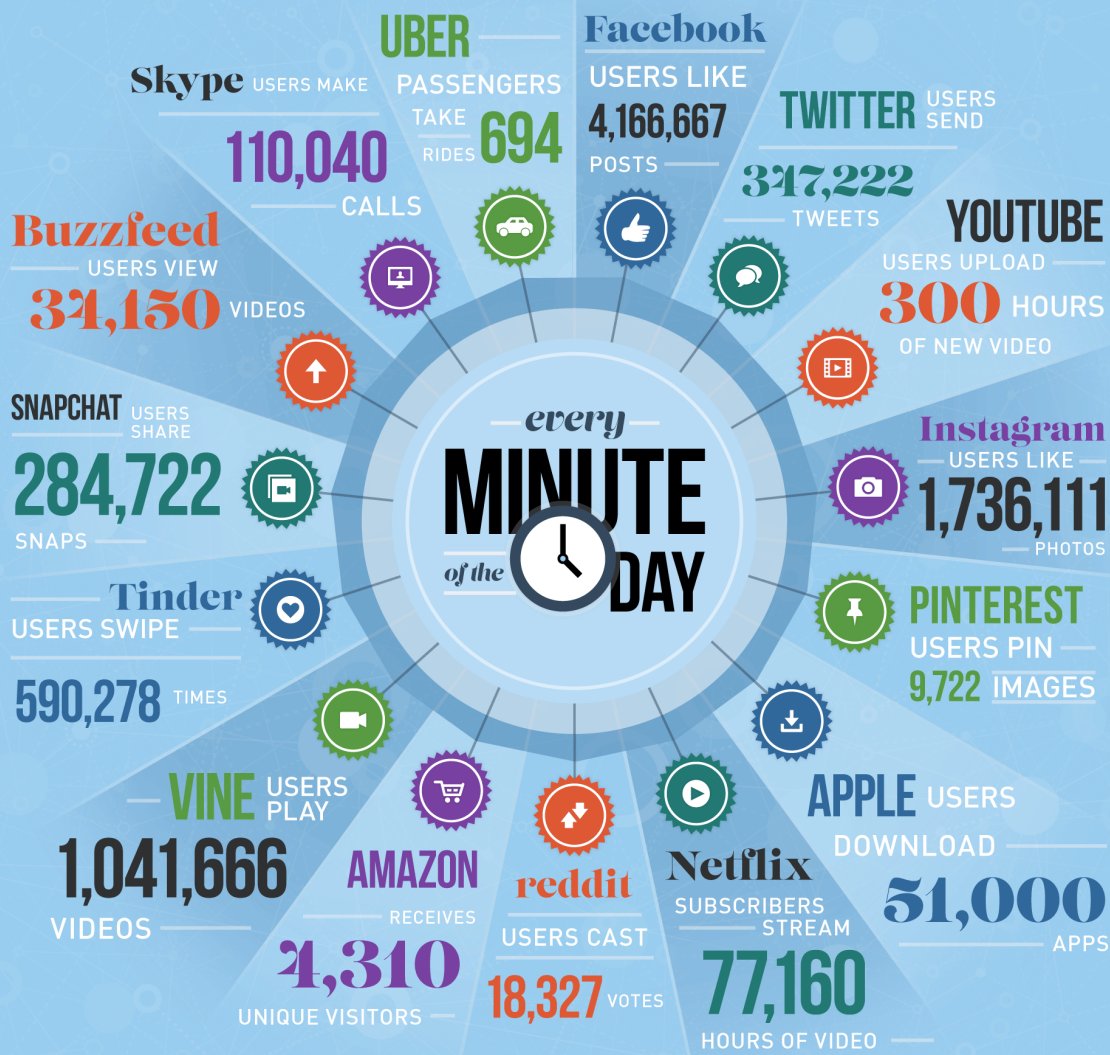 every
MINUTE
of the DAY
Facebook
USERS LIKE
4,166,667
POSTS
TWITTER USERS
SEND
347,222
TWEETS
YOUTUBE
USERS UPLOAD
300 HOURS
OF NEW VIDEO
Instagram
USERS LIKE
1,736,111
PHOTOS
PINTEREST
USERS PIN
9,722 IMAGES
APPLE USERS
DOWNLOAD
51,000
APPS
Netflix
SUBSCRIBERS
STREAM
77,160
HOURS OF VIDEO
reddit
USERS CAST
18,327 VOTES
AMAZON
RECEIVES
4,310
UNIQUE VISITORS
VINE USERS
PLAY
1,041,666
VIDEOS
Tinder
USERS SWIPE
590,278 TIMES
SNAPCHAT USERS
SHARE
284,722
SNAPS
Buzzfeed
USERS VIEW
34,150 VIDEOS
Skype USERS MAKE
110,040
CALLS
UBER
PASSENGERS
TAKE
RIDES 694